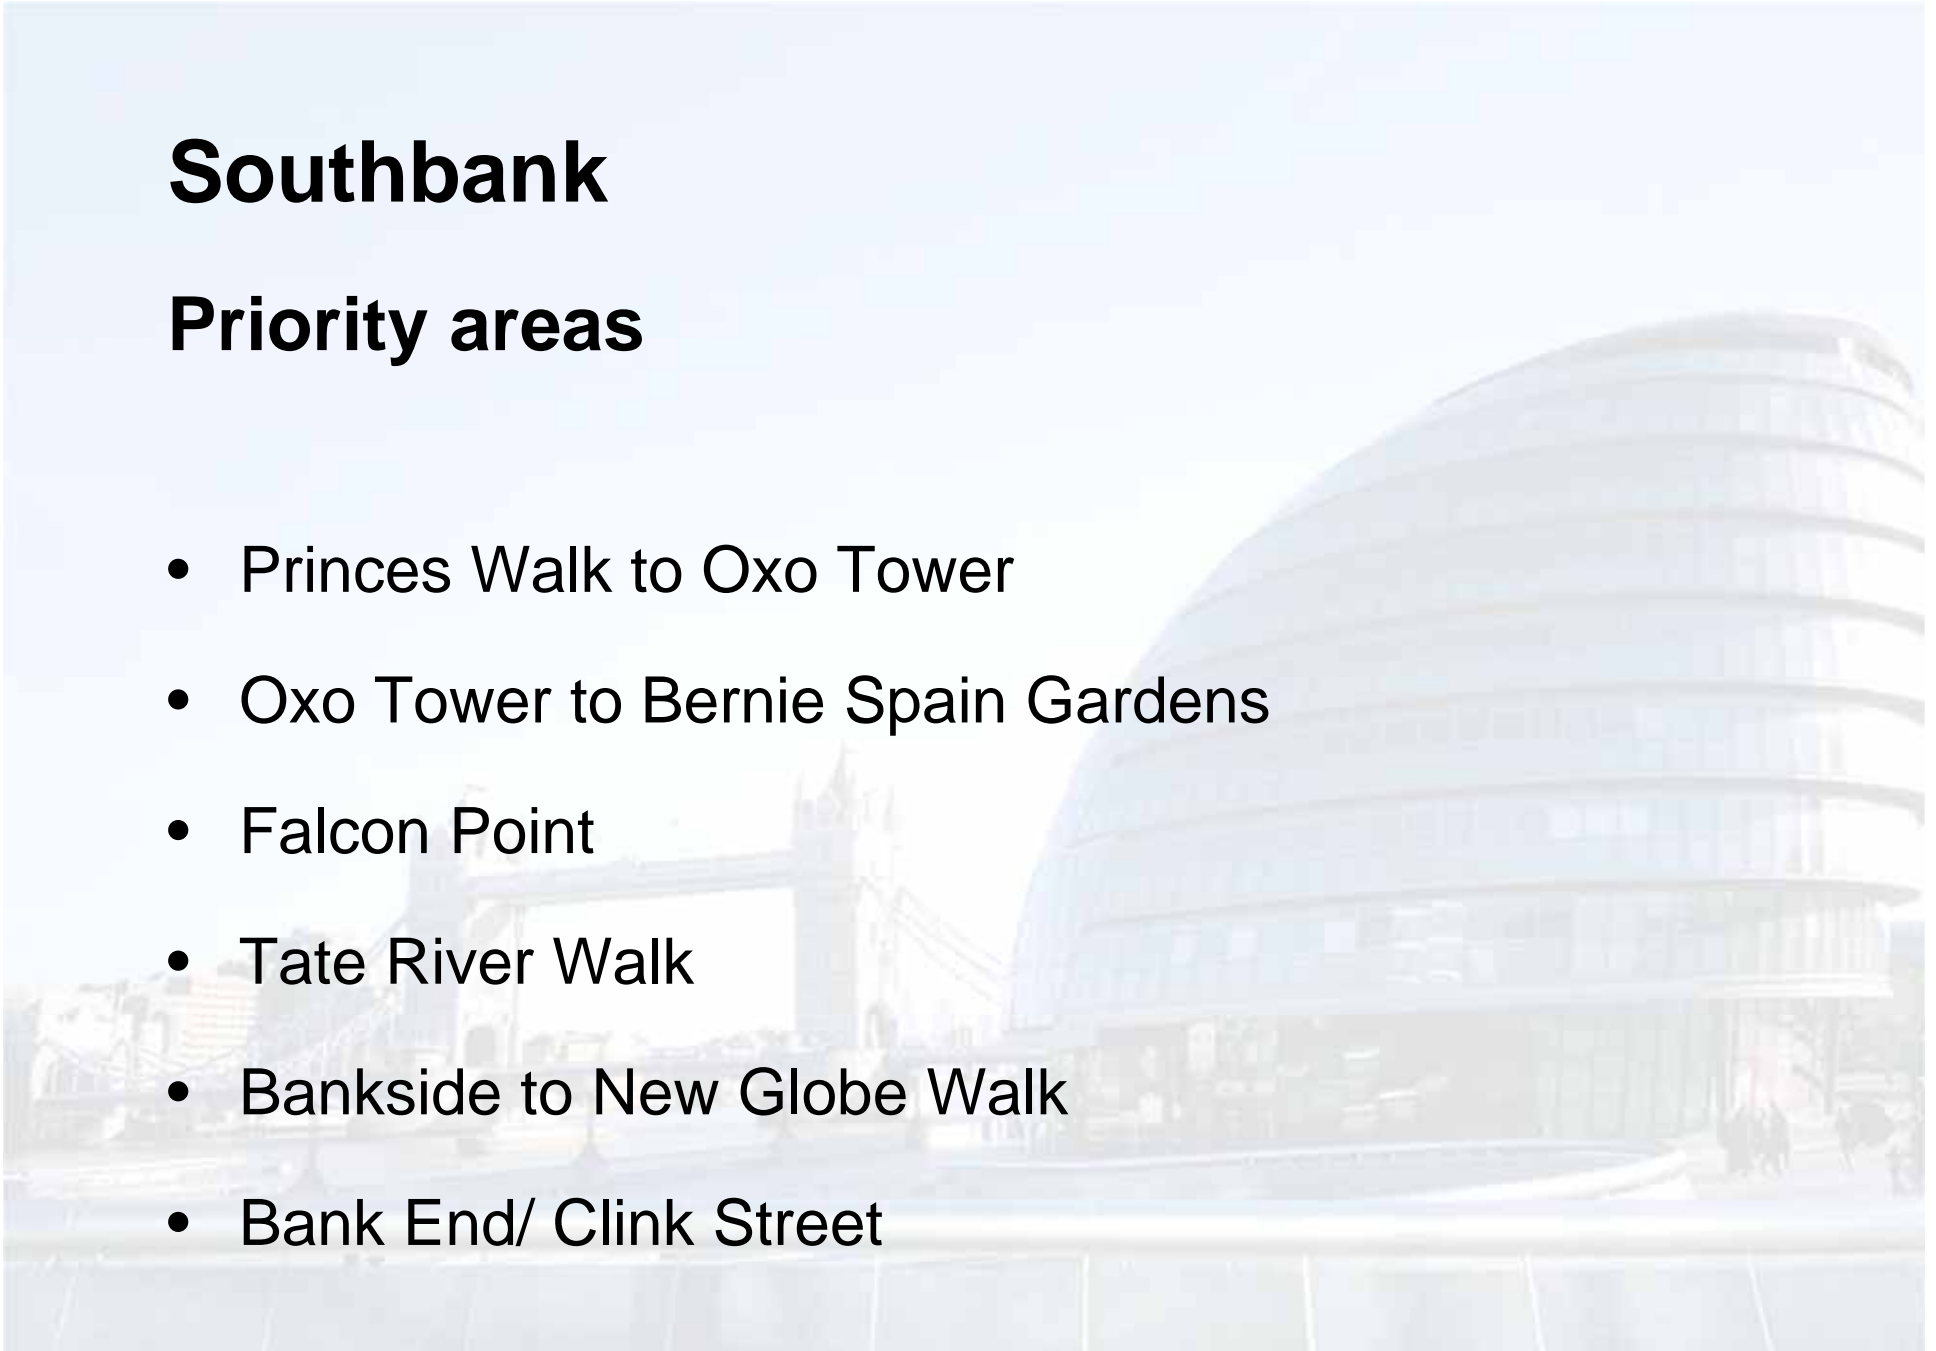 Southbank
Priority areas
• Princes Walk to Oxo Tower
• Oxo Tower to Bernie Spain Gardens
• Falcon Point
• Tate River Walk
• Bankside to New Globe Walk
• Bank End/ Clink Street